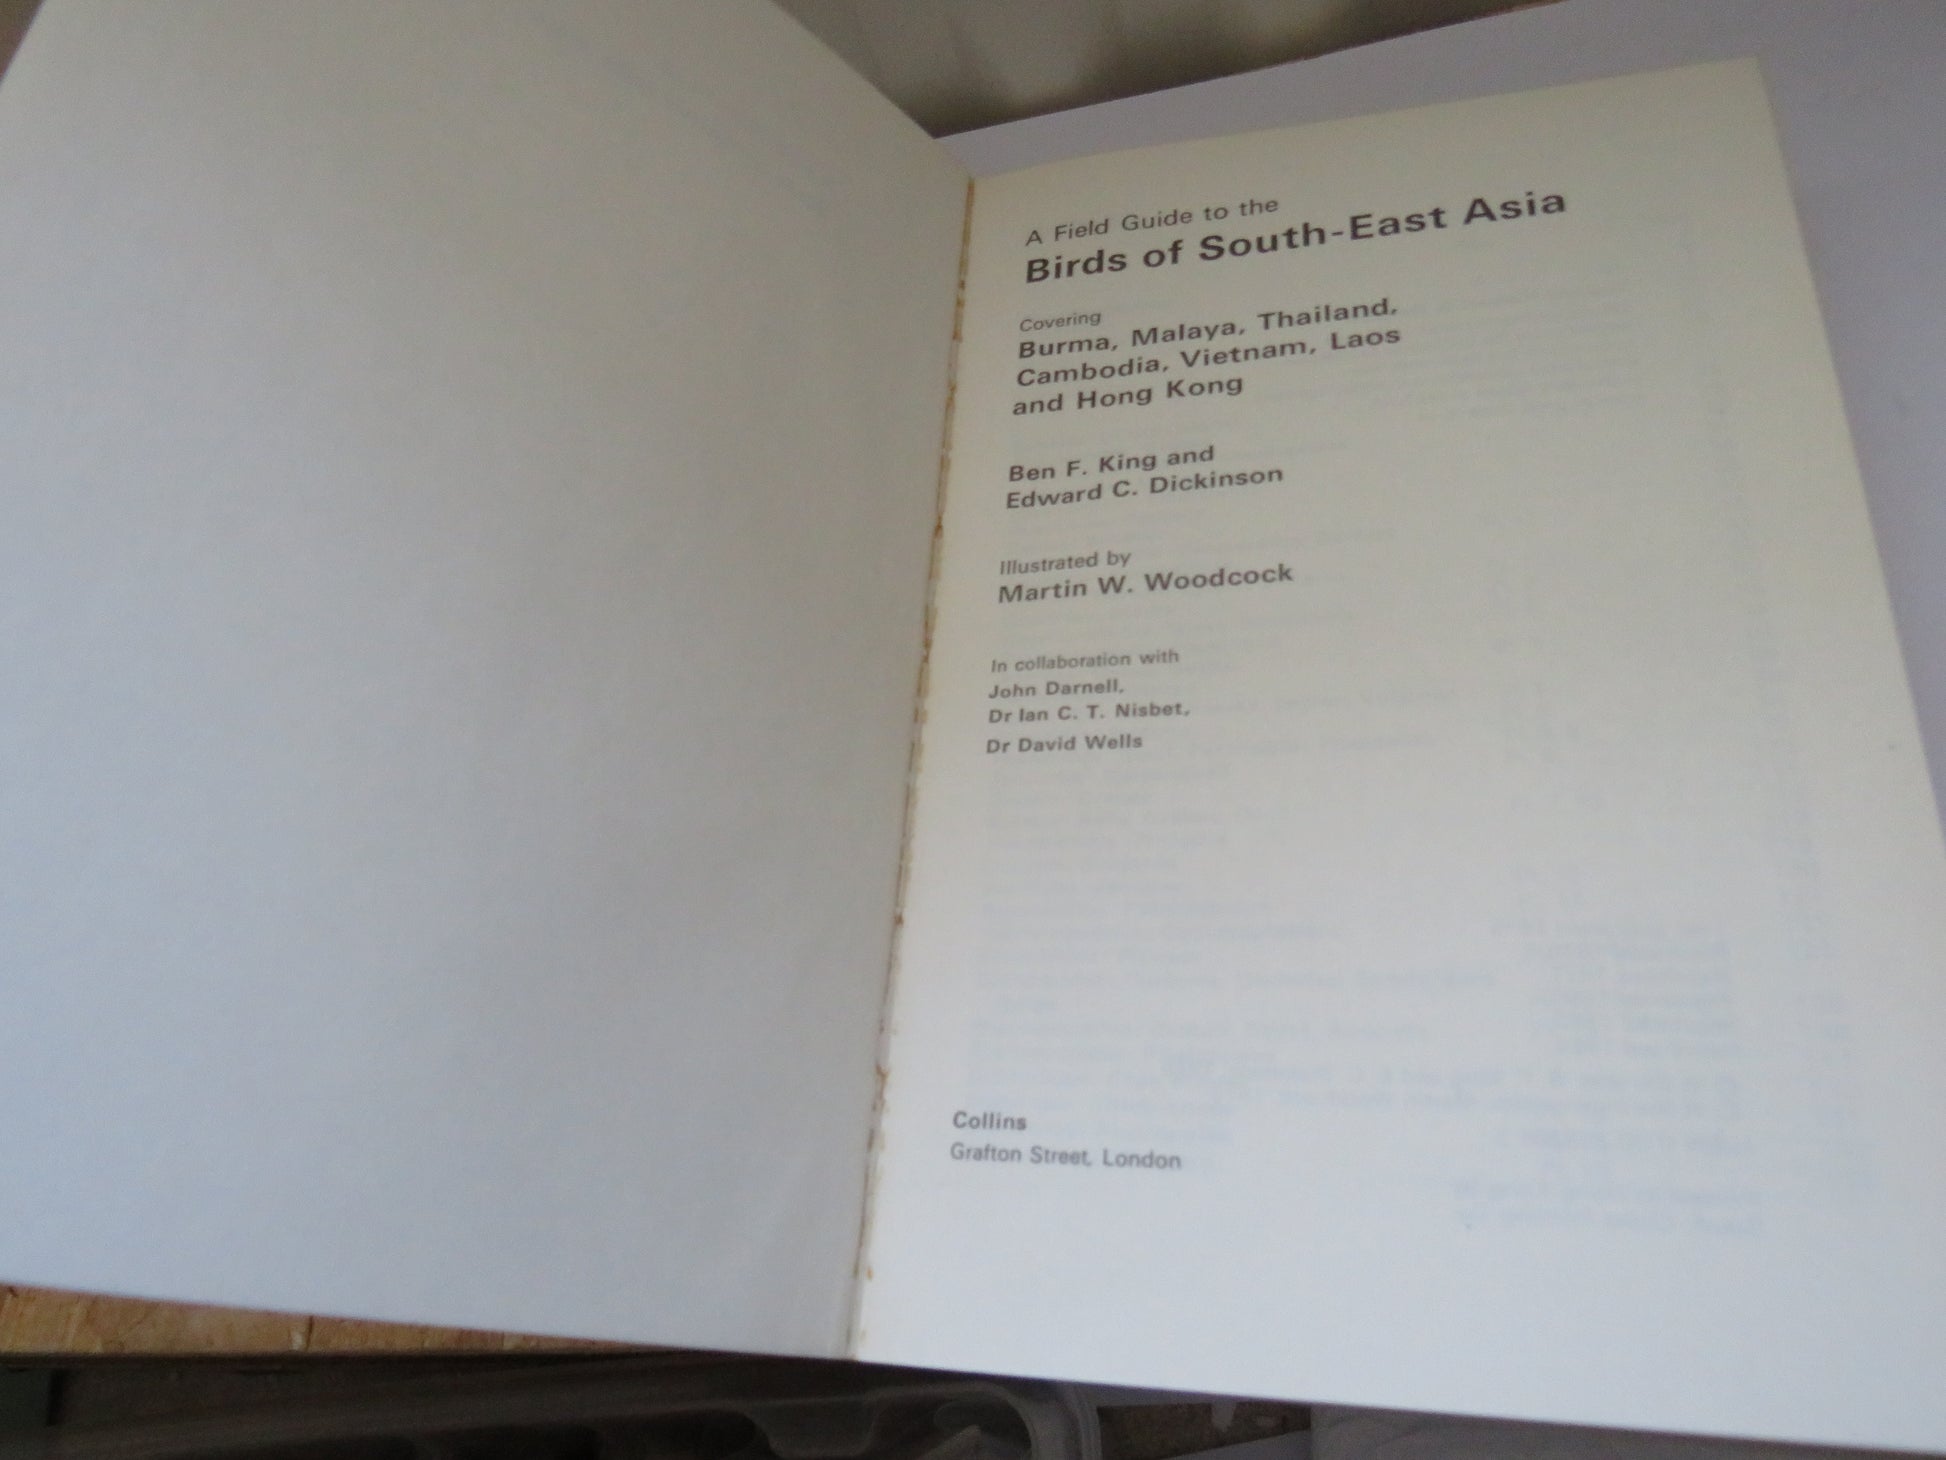 A Field Guide to the
Birds of South-East Asia
Covering
Burma, Malaya, Thailand,
Cambodia, Vietnam, Laos
and Hong Kong
Ben F. King and
Edward C. Dickinson
Illustrated by
Martin W. Woodcock
In collaboration with
John Darnell,
Dr Ian C. T. Nisbet,
Dr David Wells
Collins
Grafton Street, London